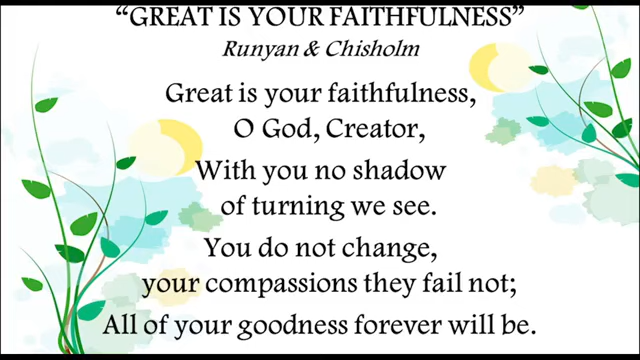 “GREAT IS YOUR FAITHFULNESS”
Runyan & Chisholm
Great is your faithfulness,
O God, Creator,
With you no shadow
of turning we see.
You do not change,
your compassions they fail not;
All of your goodness forever will be.